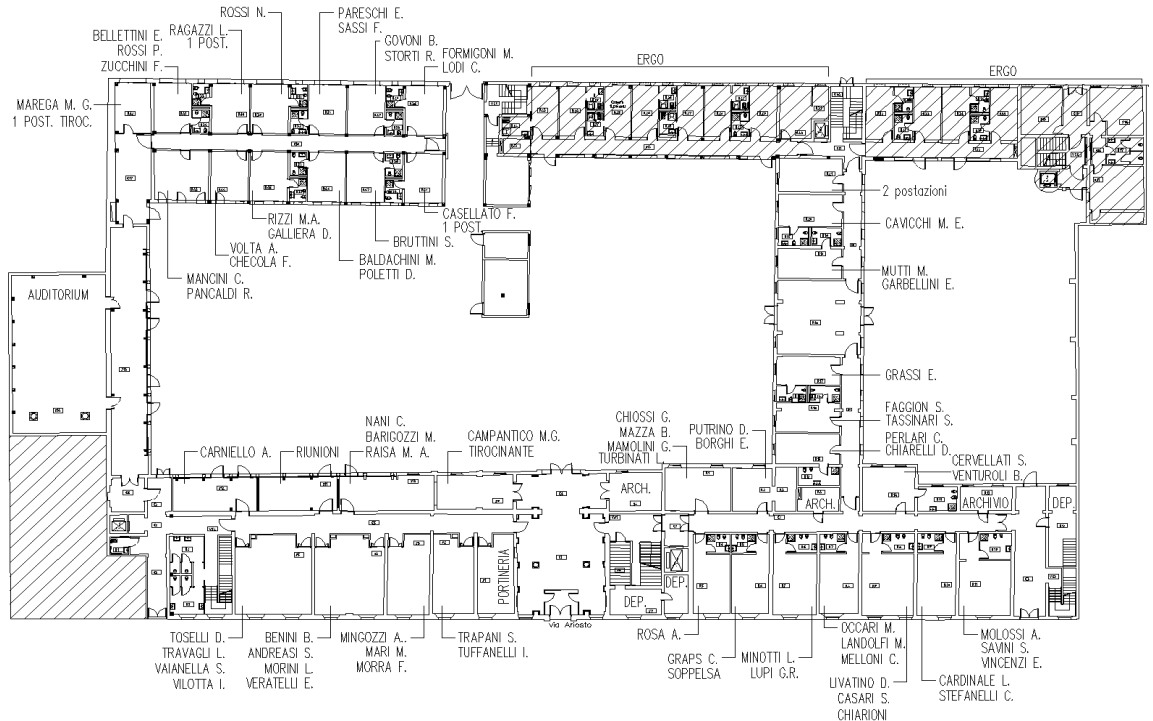 ROSSI N.
PARESCHI E.
SASSI F.
RAGAZZI L.
1 POST.
BELLETTINI E.
ROSSI P.
ZUCCHINI F.
GOVONI B.
STORTI R.
FORMIGONI M.
LODI C.
ERGO
ERGO
MAREGA M. G.
1 POST. TIROC.
2 postazioni
CASELLATO F.
1 POST.
CAVICCHI M. E.
RIZZI M.A.
GALLIERA D.
BRUTTINI S.
VOLTA A.
CHECOLA F.
BALDACHINI M.
POLETTI D.
MUTTI M.
GARBELLINI E.
MANCINI C.
PANCALDI R.
AUDITORIUM
GRASSI E.
FAGGION S.
TASSINARI S.
CHIOSSI G.
MAZZA B.
MAMOLINI G.
TURBINATI I.
PUTRINO D.
BORGHI E.
PERLARI C.
CHIARELLI D.
NANI C.
BARIGOZZI M.
RAISA M. A.
CAMPANTICO M.G.
TIROCINANTE
CARNIELLO A.
RIUNIONI
CERVELLATI S.
VENTUROLI B.
ARCH.
ARCH.
ARCHIVIO
DEP.
PORTINERIA
DEP.
DEP.
Via Ariosto
TOSELLI D.
TRAVAGLI L.
VAIANELLA S.
VILOTTA I.
BENINI B.
ANDREASI S.
MORINI L.
VERATELLI E.
MINGOZZI A..
MARI M.
MORRA F.
TRAPANI S.
TUFFANELLI I.
ROSA A.
GRAPS C.
SOPPELSA
MINOTTI L.
LUPI G.R.
OCCARI M.
LANDOLFI M.
MELLONI C.
LIVATINO D.
CASARI S.
CHIARIONI
CARDINALE L.
STEFANELLI C.
MOLOSSI A.
SAVINI S.
VINCENZI E.